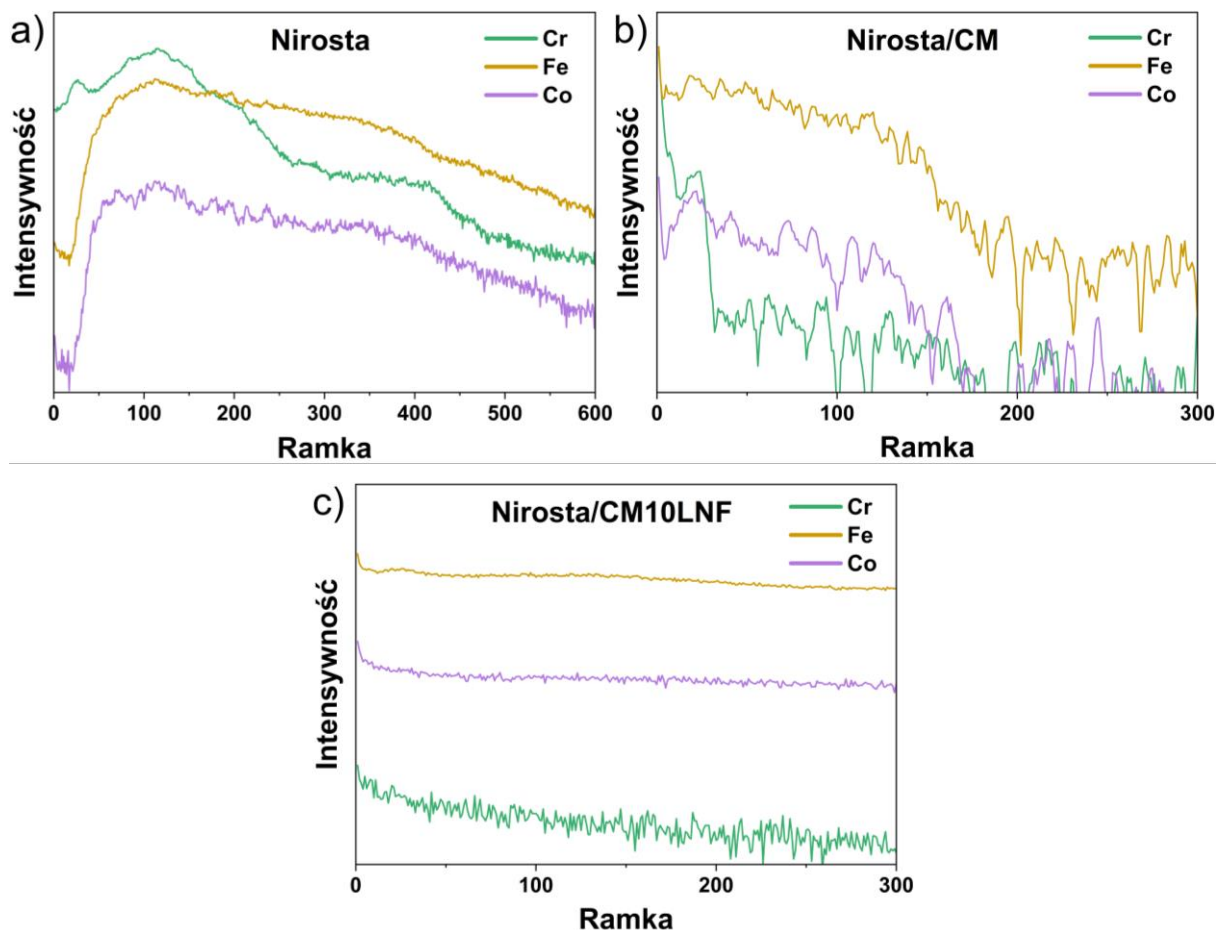 a)
Nirosta
Cr
Fe
Co
Intensywność
0 100 200 300 400 500 600
Ramka
b)
Nirosta/CM
Cr
Fe
Co
Intensywność
0 100 200 300
Ramka
c)
Nirosta/CM10LNF
Cr
Fe
Co
Intensywność
0 100 200 300
Ramka